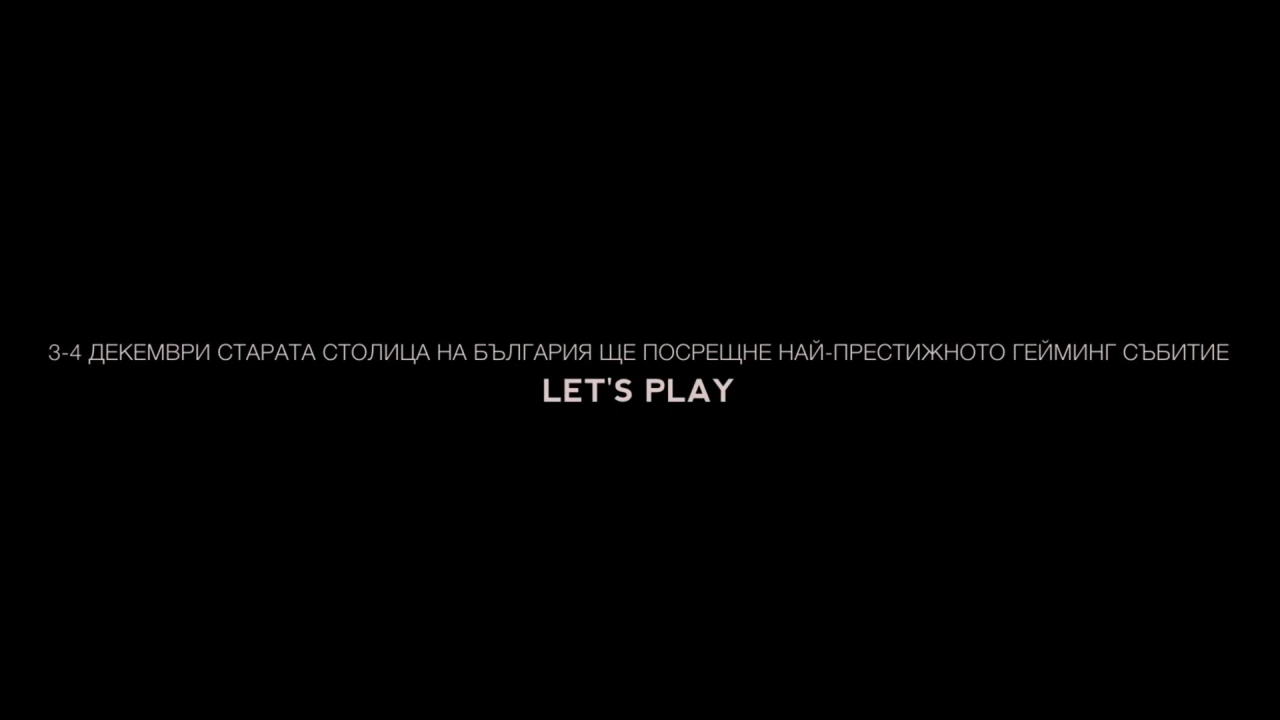 3-4 ДЕКЕМВРИ СТАРАТА СТОЛИЦА НА БЪЛГАРИЯ ЩЕ ПОСРЕЩНЕ НАЙ-ПРЕСТИЖНОТО ГЕЙМИНГ СЪБИТИЕ
LET'S PLAY